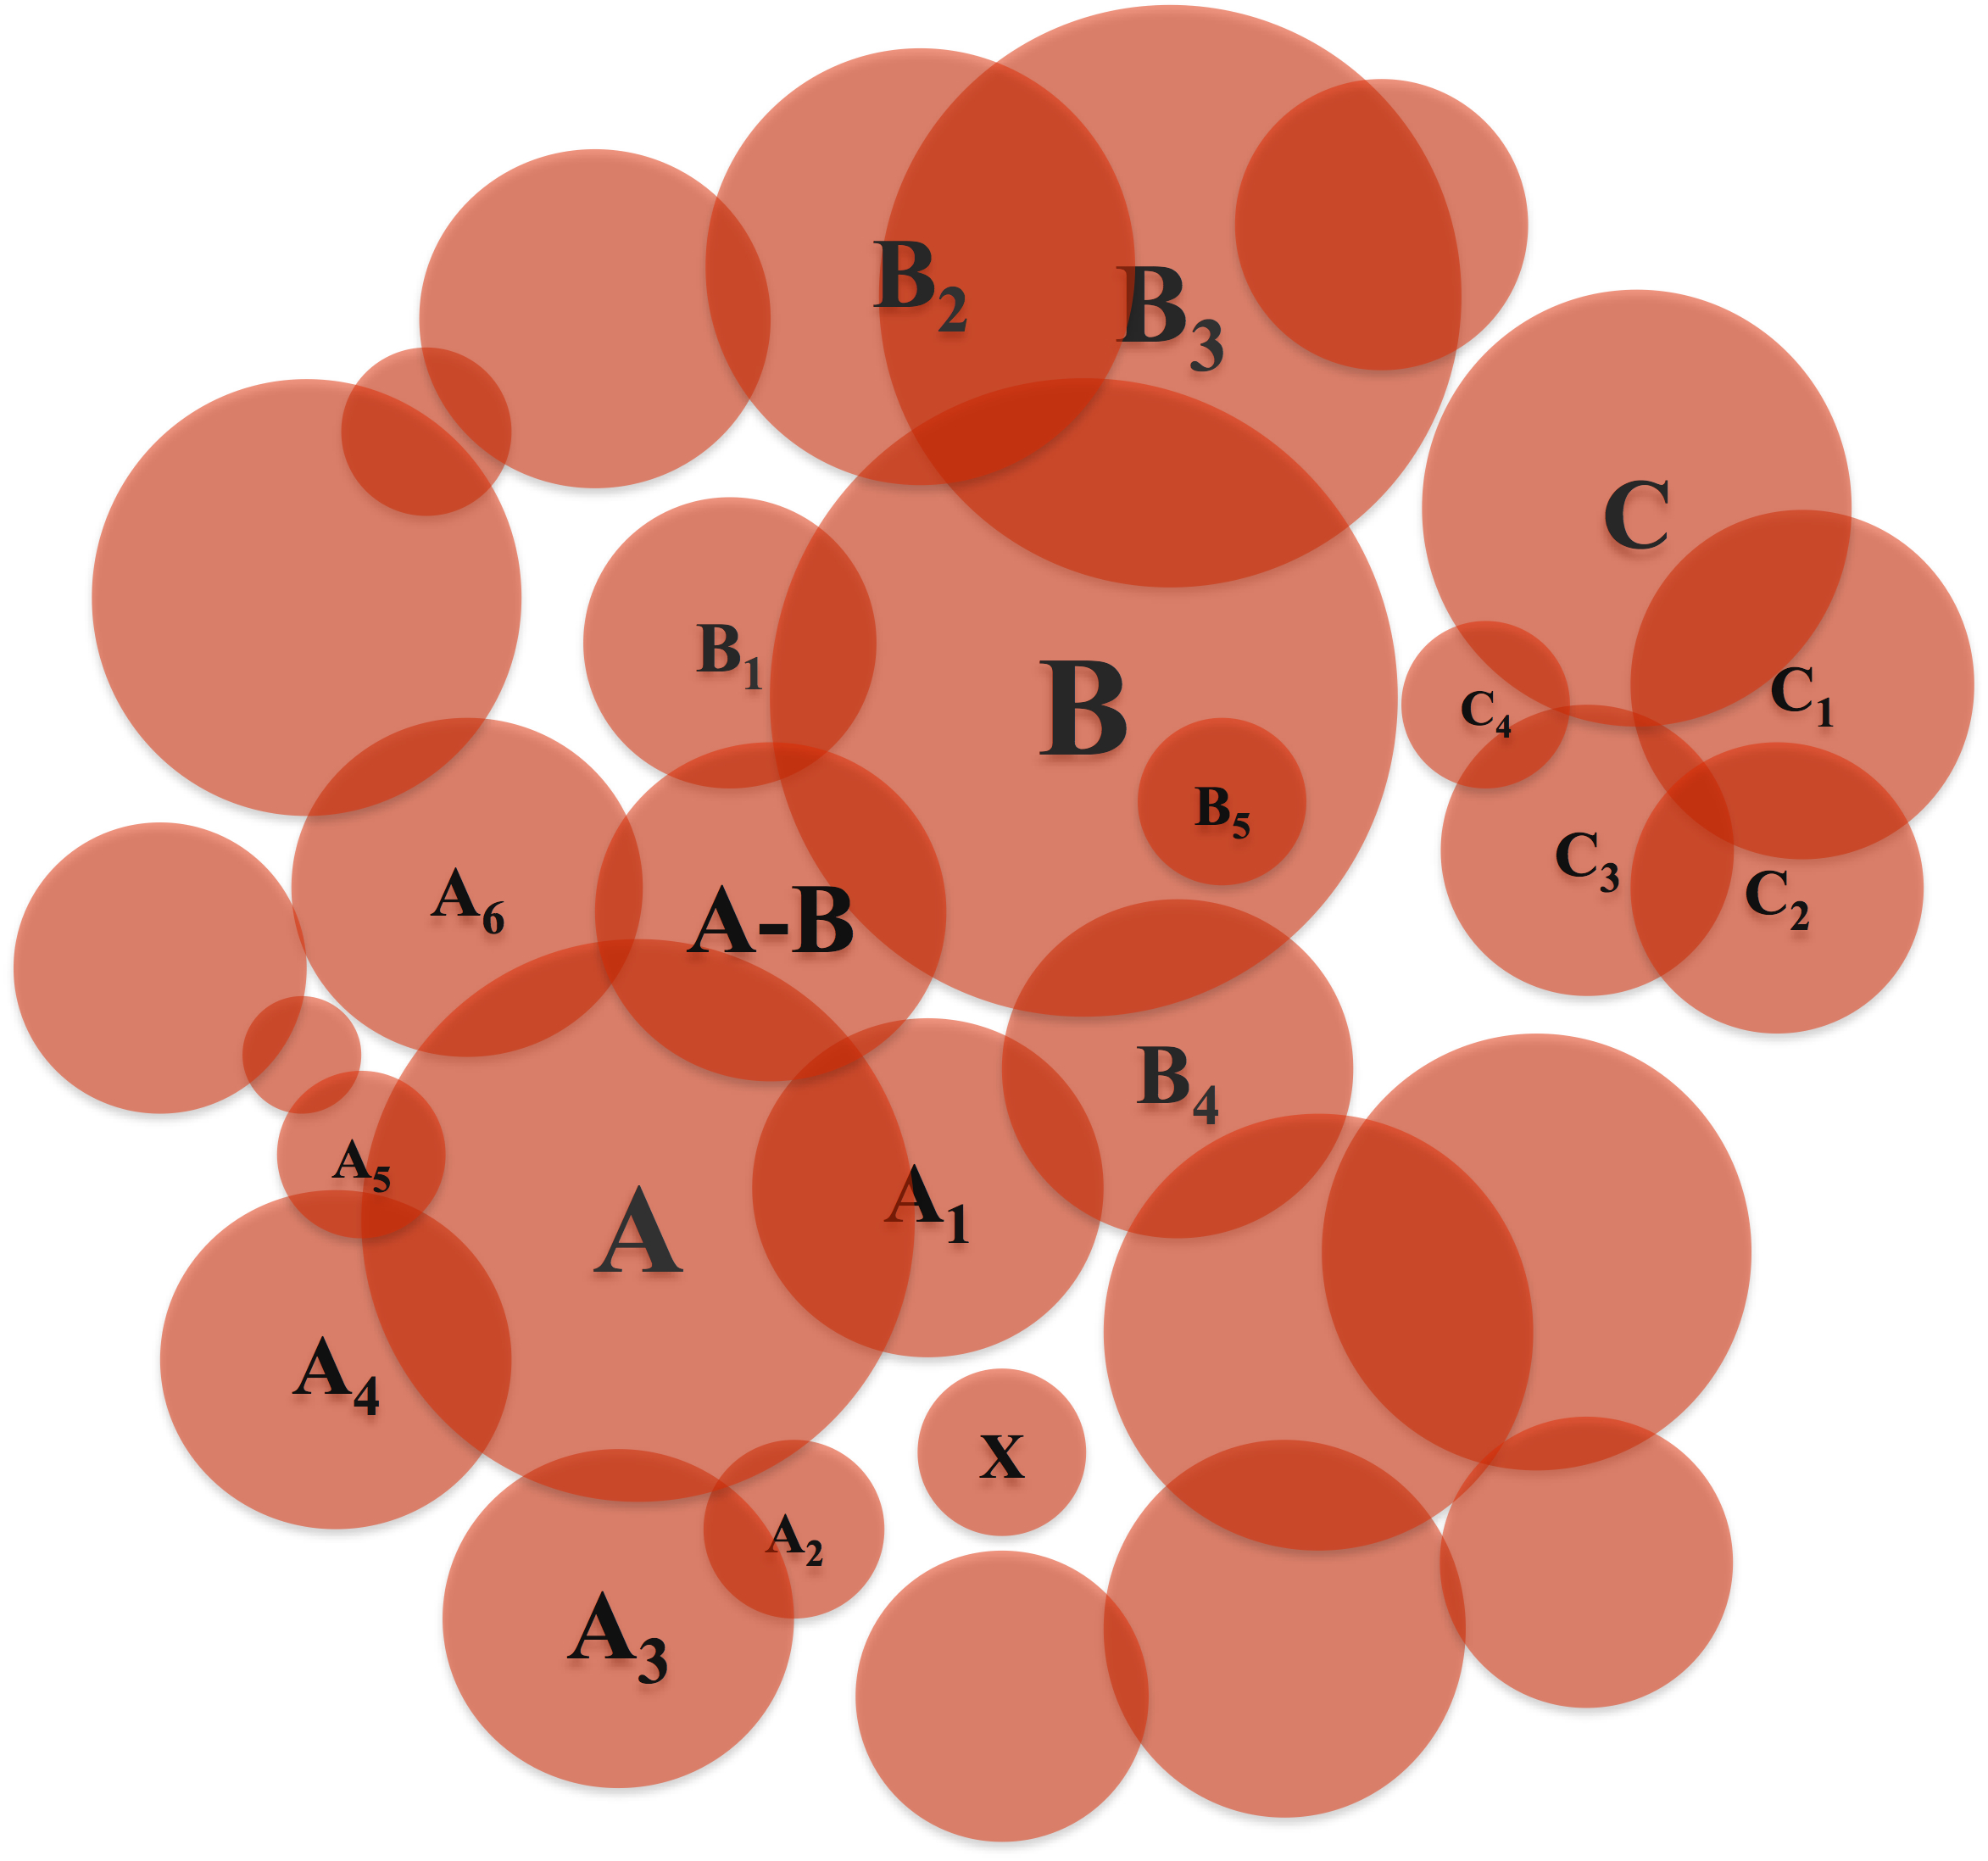 B₂
B₃
C
B₁
B
C₁
C₄
B₅
C₃
C₂
A₆
A-B
B₄
A₅
A
A₁
A₄
x
A₂
A₃